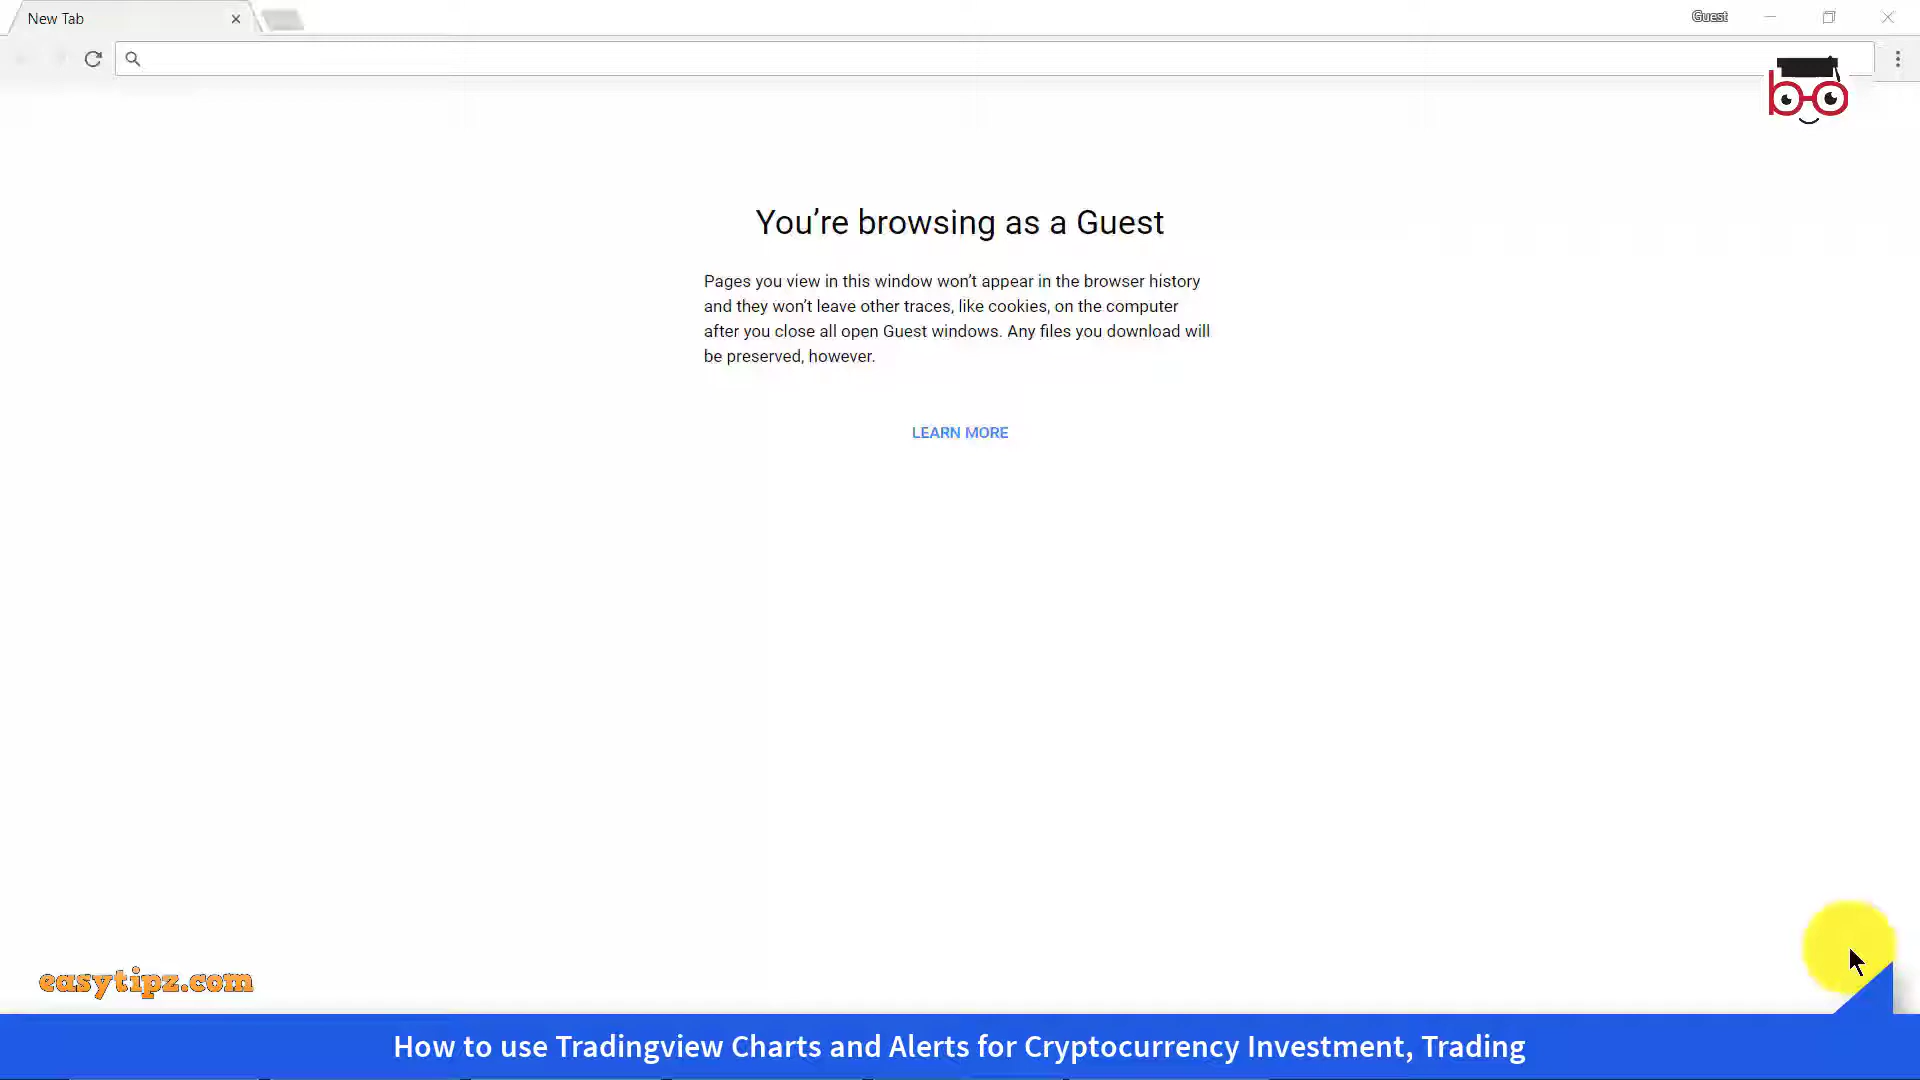 New Tab
Guest
You’re browsing as a Guest
Pages you view in this window won’t appear in the browser history
and they won’t leave other traces, like cookies, on the computer
after you close all open Guest windows. Any files you download will
be preserved, however.
LEARN MORE
easytipz.com
How to use Tradingview Charts and Alerts for Cryptocurrency Investment, Trading